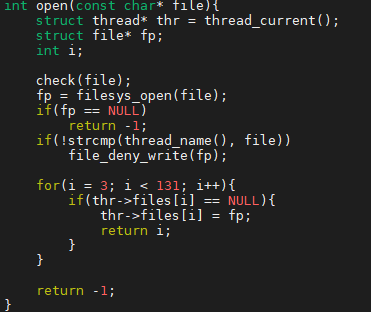 int open(const char* file){
    struct thread* thr = thread_current();
    struct file* fp;
    int i;

    check(file);
    fp = filesys_open(file);
    if(fp == NULL)
        return -1;
    if(!strcmp(thread_name(), file))
        file_deny_write(fp);

    for(i = 3; i < 131; i++){
        if(thr->files[i] == NULL){
            thr->files[i] = fp;
            return i;
        }
    }

    return -1;
}